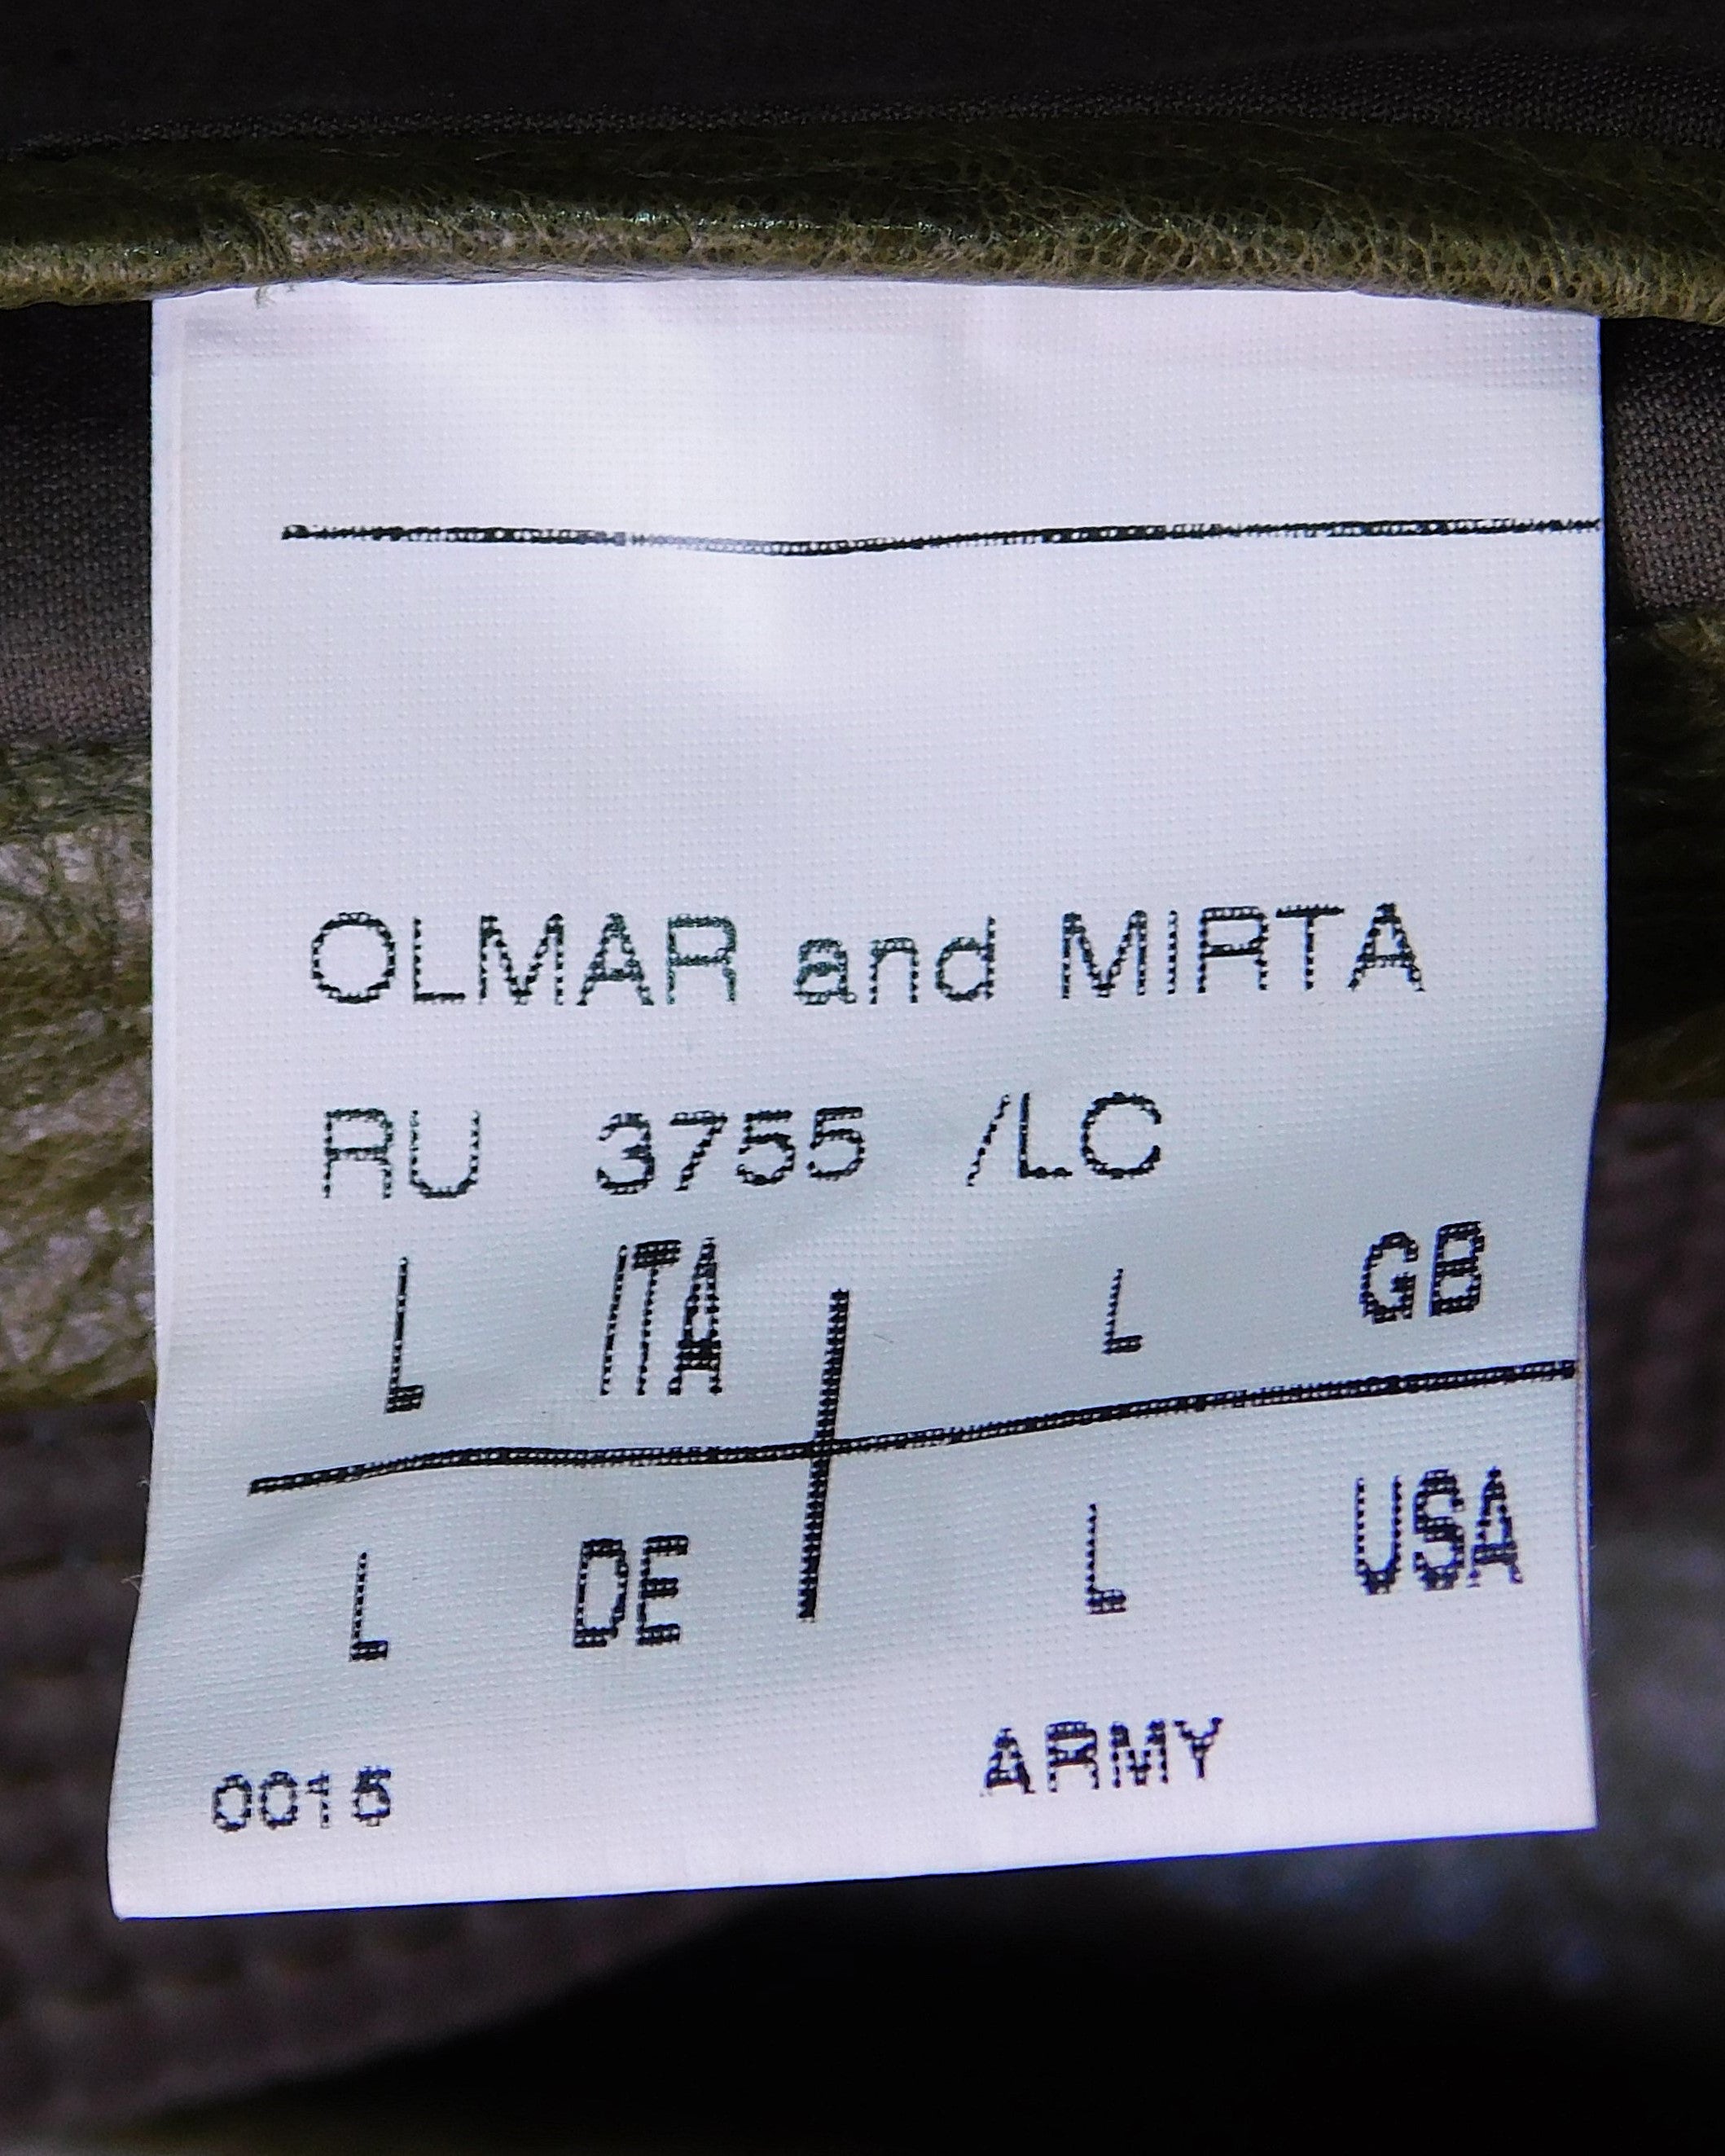 OLMAR and MIRTA
RU 3755 /LC
L ITA L GB
L DE L USA
0015 ARMY